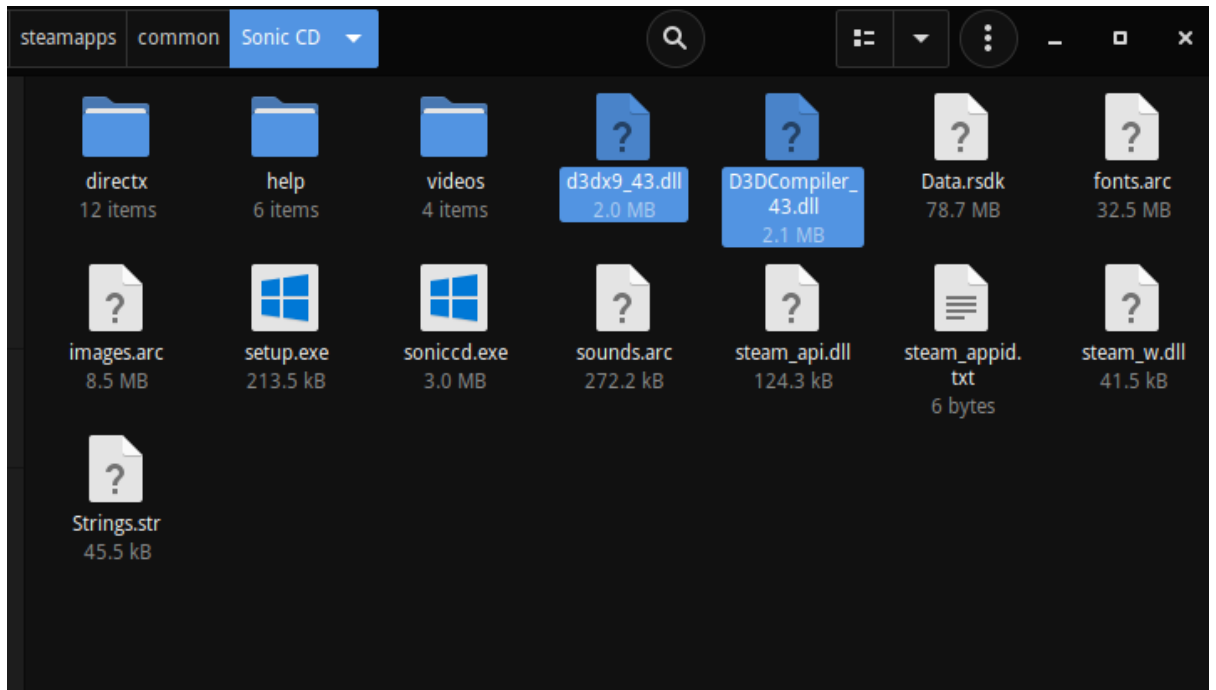 steamapps common Sonic CD
directx help videos d3dx9_43.dll D3DCompiler_ Data.rsdk fonts.arc
12 items 6 items 4 items 2.0 MB 43.dll 78.7 MB 32.5 MB
2.1 MB
images.arc setup.exe soniccd.exe sounds.arc steam_api.dll steam_appid. steam_w.dll
8.5 MB 213.5 kB 3.0 MB 272.2 kB 124.3 kB txt 41.5 kB
6 bytes
Strings.str
45.5 kB